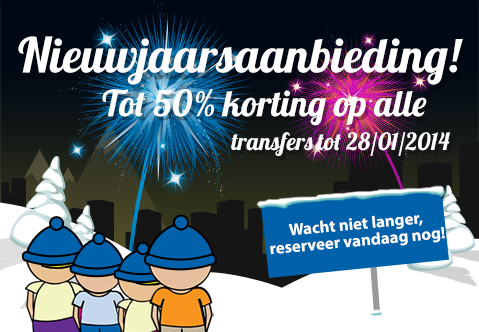 Nieuwjaarsaanbieding!
Tot 50% korting op alle
transfers tot 28/01/2014
Wacht niet langer,
reserveer vandaag nog!